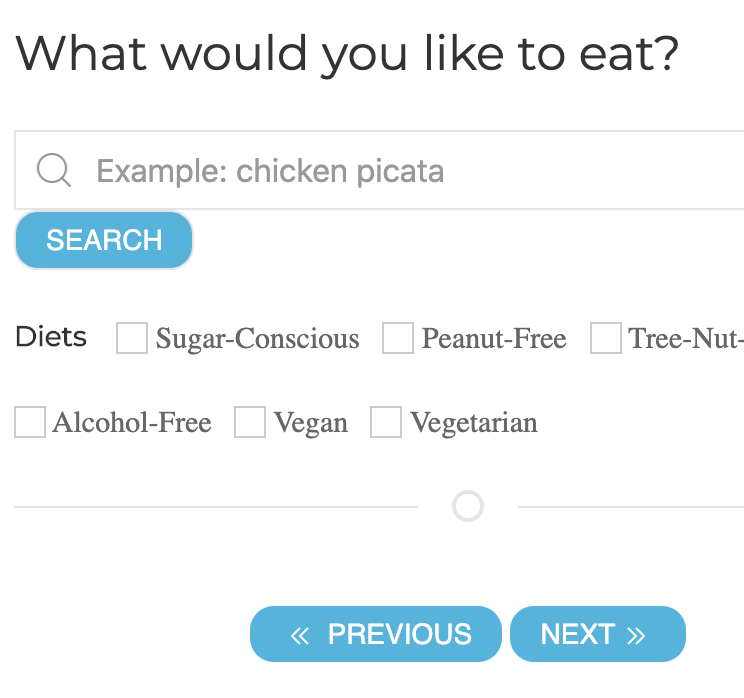 What would you like to eat?
Example: chicken picata
SEARCH
Diets Sugar-Conscious Peanut-Free Tree-Nut-
Alcohol-Free Vegan Vegetarian
« PREVIOUS NEXT »